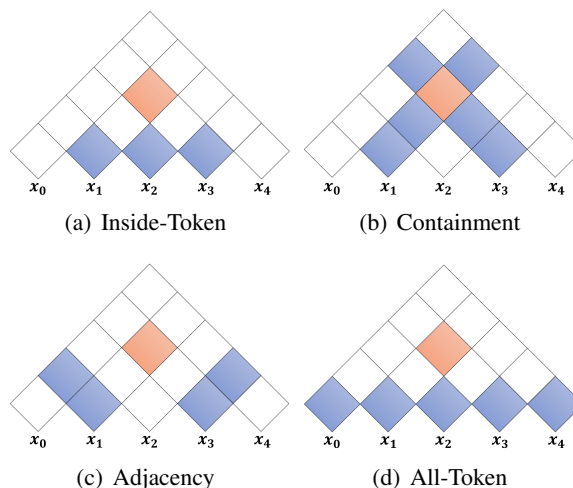 x₀ x₁ x₂ x₃ x₄ x₀ x₁ x₂ x₃ x₄
(a) Inside-Token (b) Containment
x₀ x₁ x₂ x₃ x₄ x₀ x₁ x₂ x₃ x₄
(c) Adjacency (d) All-Token